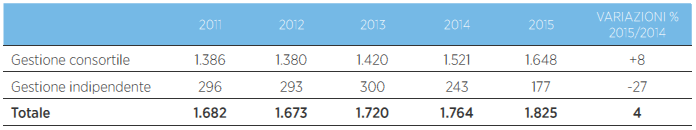 2011 2012 2013 2014 2015 VARIAZIONI % 2015/2014
Gestione consortile 1.386 1.380 1.420 1.521 1.648 +8
Gestione indipendente 296 293 300 243 177 -27
Totale 1.682 1.673 1.720 1.764 1.825 4